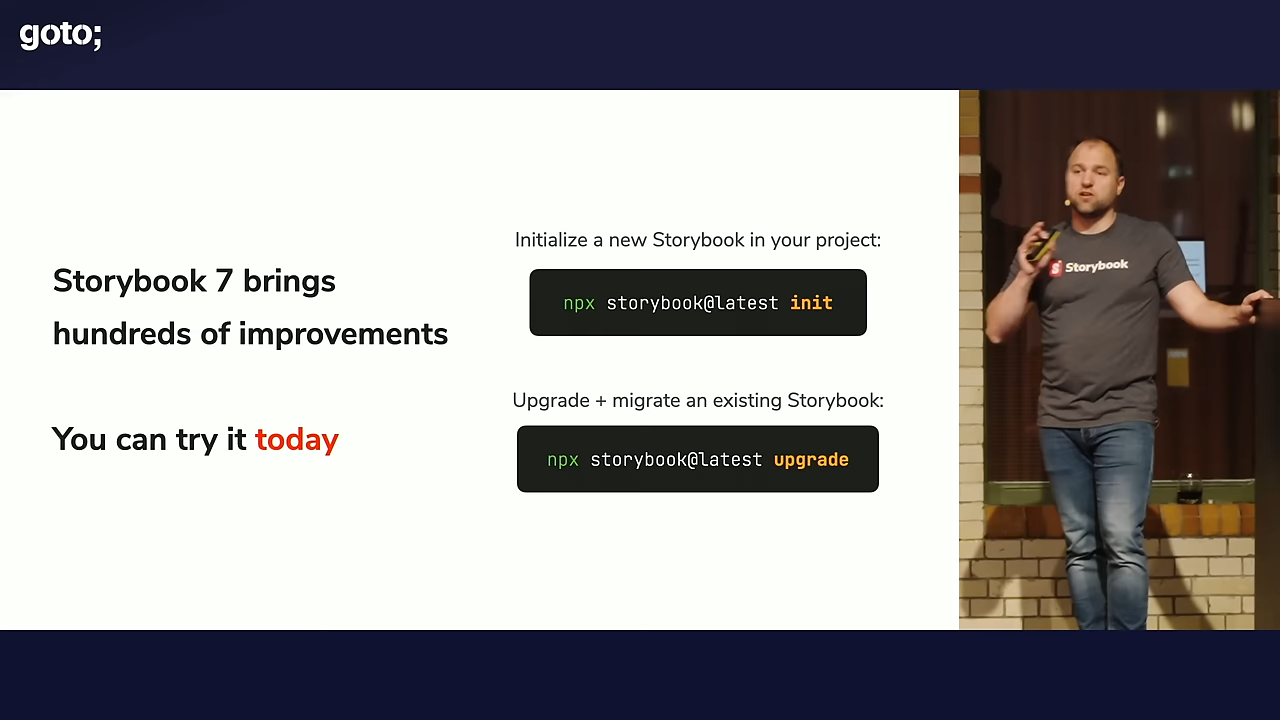 goto;
Storybook 7 brings
hundreds of improvements
You can try it today
Initialize a new Storybook in your project:
npx storybook@latest init
Upgrade + migrate an existing Storybook:
npx storybook@latest upgrade
S Storybook